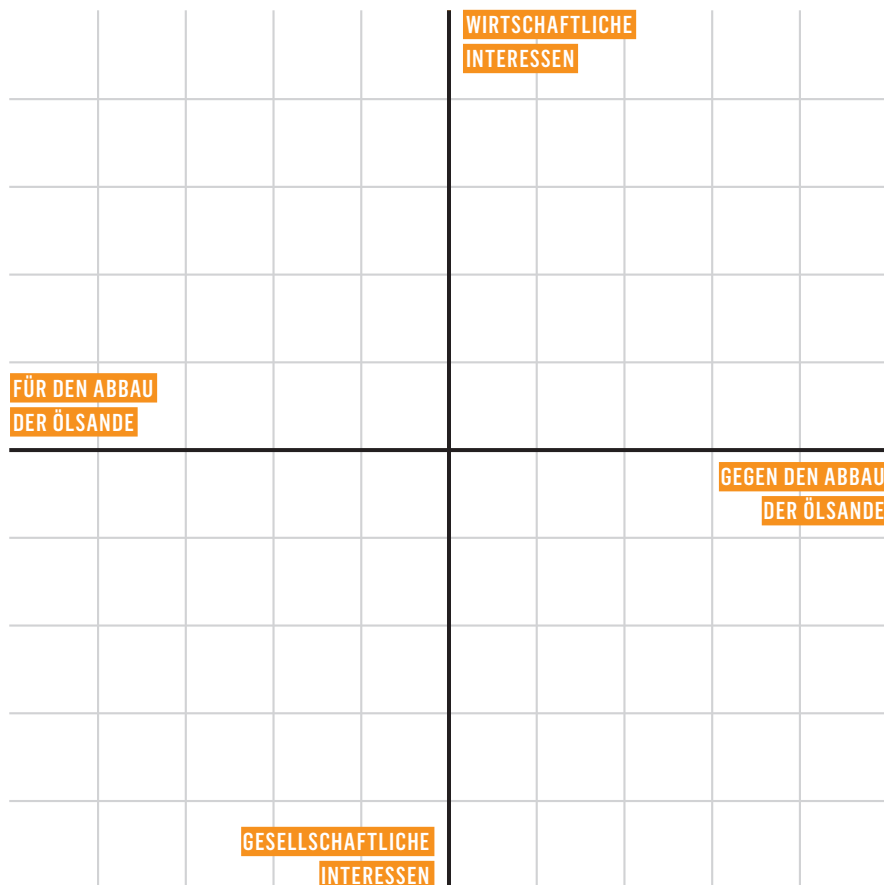 WIRTSCHAFTLICHE
INTERESSEN
FÜR DEN ABBAU
DER ÖLSANDE
GEGEN DEN ABBAU
DER ÖLSANDE
GESELLSCHAFTLICHE
INTERESSEN